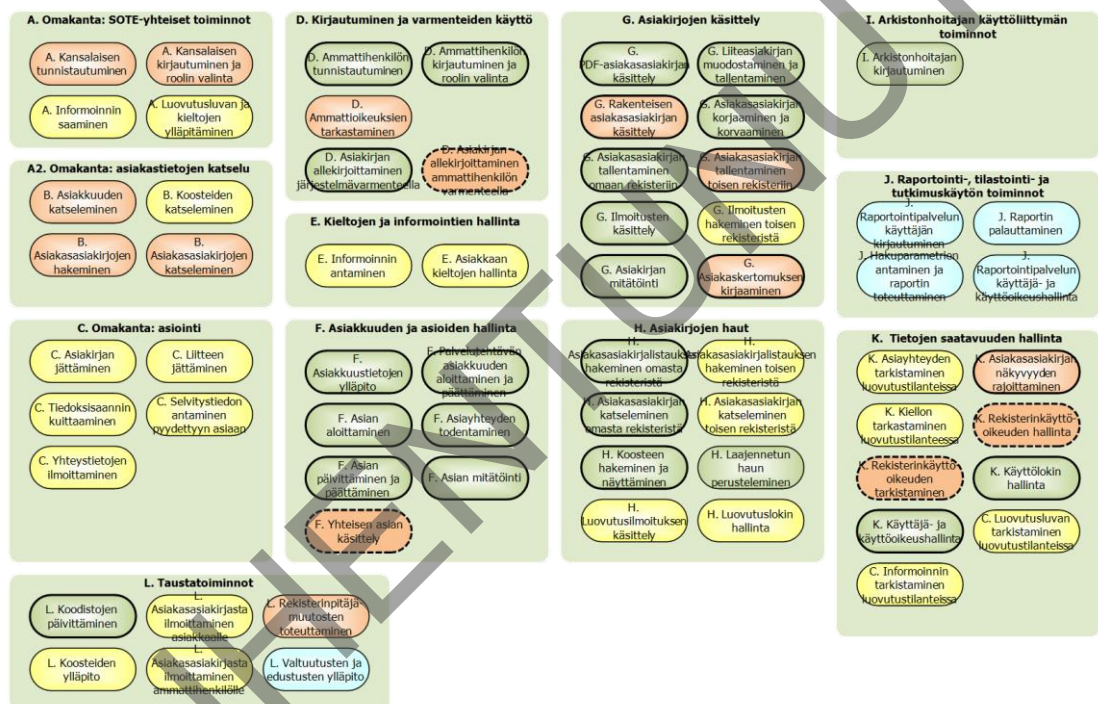 A. Omakanta: SOTE-yhteiset toiminnot
A. Kansalaisen
tunnistautuminen
A. Kansalaisen
kirjautuminen ja
roolin valinta
A. Informoinnin
saaminen
A. Luovutusluvan ja
kieltojen
ylläpitäminen
A2. Omakanta: asiakastietojen katselu
B. Asiakkuuden
katseleminen
B. Koosteiden
katseleminen
B.
Asiakasasiakirjojen
hakeminen
B.
Asiakasasiakirjojen
katseleminen
C. Omakanta: asiointi
C. Asiakirjan
jättäminen
C. Liitteen
jättäminen
C. Tiedoksisaannin
kuittaaminen
C. Selvitystiedon
antaminen
pyydettyyn asiaan
C. Yhteystietojen
ilmoittaminen
D. Kirjautuminen ja varmenteiden käyttö
D. Ammattihenkilön
tunnistautuminen
D. Ammattihenkilön
kirjautuminen ja
roolin valinta
D.
Ammattioikeuksien
tarkastaminen
D. Asiakirjan
allekirjoittaminen
järjestelmävarmenteella
D. Asiakirjan
allekirjoittaminen
ammattihenkilön
varmenteella
E. Kieltojen ja informointien hallinta
E. Informoinnin
antaminen
E. Asiakkaan
kieltojen hallinta
F. Asiakkuuden ja asioiden hallinta
F.
Asiakkuustietojen
ylläpito
F. Palvelutehtävän
asiakkuuden
aloittaminen ja
päättäminen
F. Asian
aloittaminen
F. Asiayhteyden
todentaminen
F. Asian
päivittäminen ja
päättäminen
F. Asian mitätöinti
F. Yhteisen asian
käsittely
G. Asiakirjojen käsittely
G.
PDF-asiakasasiakirjan
käsittely
G. Liiteasiakirjan
muodostaminen ja
tallentaminen
G. Rakenteisen
asiakasasiakirjan
käsittely
G. Asiakasasiakirjan
korjaaminen ja
korvaaminen
G. Asiakasasiakirjan
tallentaminen
omaan rekisteriin
G. Asiakasasiakirjan
tallentaminen
toisen rekisteriin
G. Ilmoitusten
käsittely
G. Ilmoitusten
hakeminen toisen
rekisteristä
G. Asiakirjan
mitätöinti
G.
Asiakaskertomuksen
kirjaaminen
H. Asiakirjojen haut
H.
Asiakasasiakirjalistauksen
hakeminen omasta
rekisteristä
H.
Asiakasasiakirjalistauksen
hakeminen toisen
rekisteristä
H. Asiakasasiakirjan
katseleminen
omasta rekisteristä
H. Asiakasasiakirjan
katseleminen
toisen rekisteristä
H. Koosteen
hakeminen ja
näyttäminen
H. Laajennetun
haun
perusteleminen
H.
Luovutusilmoituksen
käsittely
H. Luovutuslokin
hallinta
I. Arkistonhoitajan käyttöliittymän
toiminnot
I. Arkistonhoitajan
kirjautuminen
J. Raportointi-, tilastointi- ja
tutkimuskäytön toiminnot
J.
Raportointipalvelun
käyttäjän
kirjautuminen
J. Raportin
palauttaminen
J. Hakuparametrien
antaminen ja
raportin
toteuttaminen
J.
Raportointipalvelun
käyttäjä- ja
käyttöoikeushallinta
K. Tietojen saatavuuden hallinta
K. Asiayhteyden
tarkistaminen
luovutustilanteissa
K. Asiakasasiakirjan
näkyvyyden
rajoittaminen
K. Kiellon
tarkastaminen
luovutustilanteessa
K. Rekisterinkäyttö-
oikeuden hallinta
K. Rekisterinkäyttö
oikeuden
tarkistaminen
K. Käyttölokin
hallinta
K. Käyttäjä- ja
käyttöoikeushallinta
C. Luovutusluvan
tarkistaminen
luovutustilanteissa
C. Informoinnin
tarkistaminen
luovutustilanteissa
L. Taustatoiminnot
L. Koodistojen
päivittäminen
L.
Asiakasasiakirjasta
ilmoittaminen
asiakkaalle
L. Rekisterinpitäjä-
muutosten
toteuttaminen
L. Koosteiden
ylläpito
L.
Asiakasasiakirjasta
ilmoittaminen
ammattihenkilölle
L. Valtuutusten ja
edustusten ylläpito